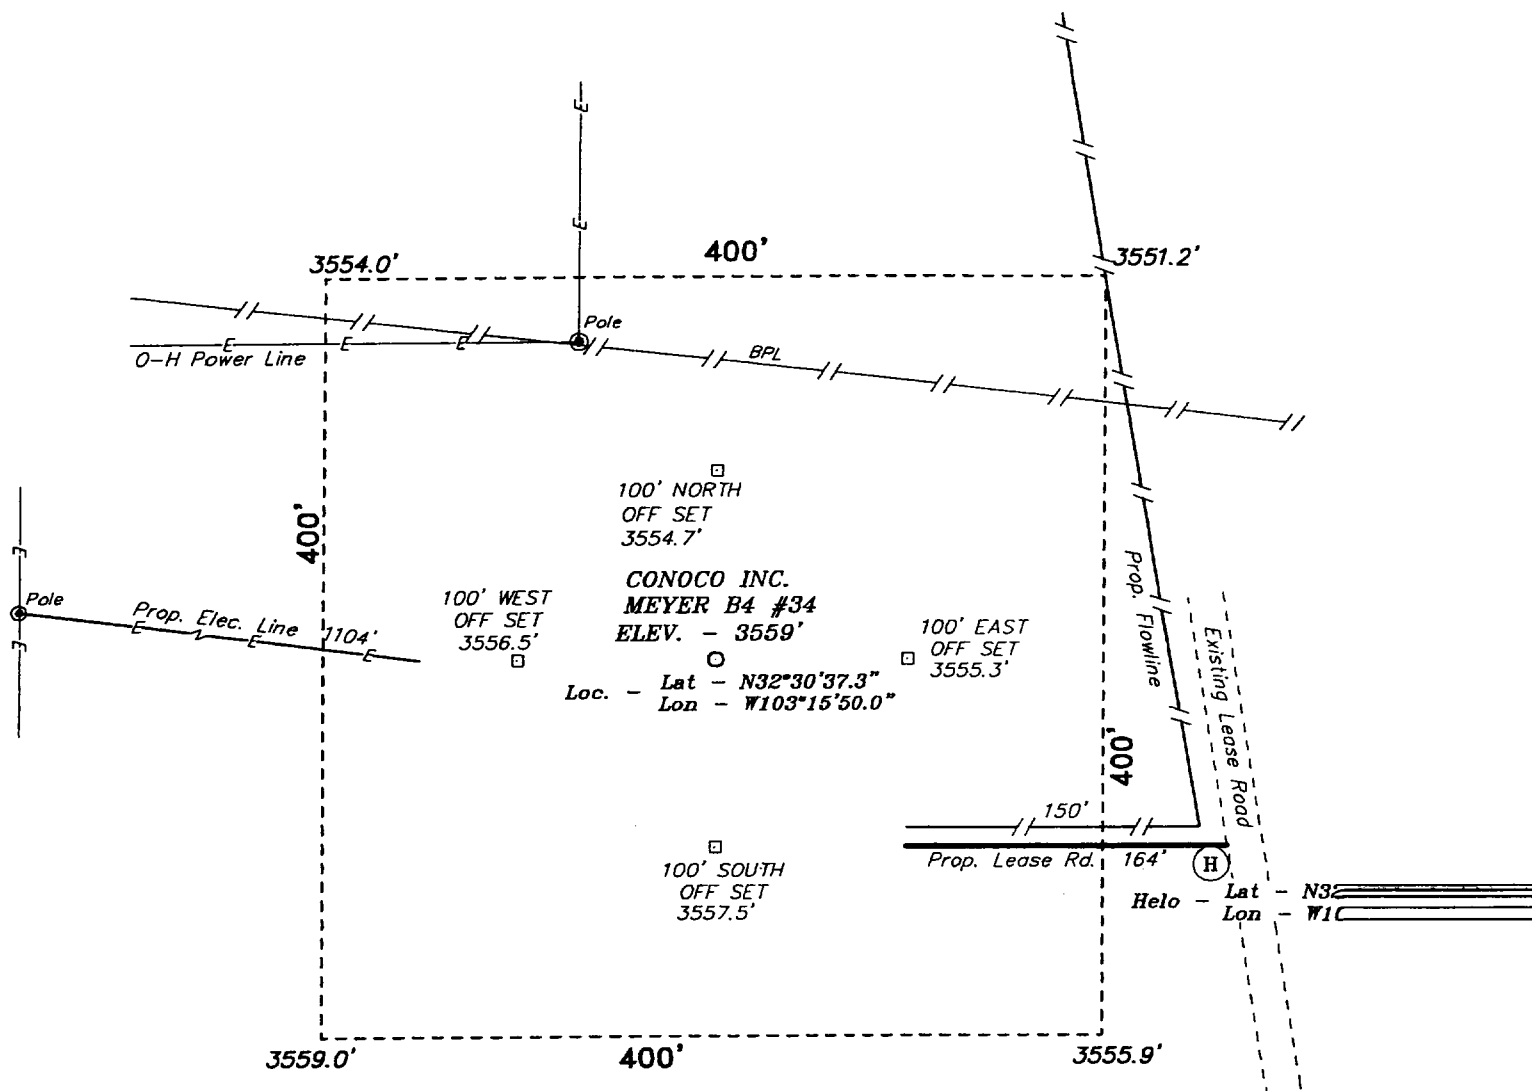 400'
3554.0'
3551.2'
E
E
Pole
E
E
E
O-H Power Line
BPL
100' NORTH
OFF SET
3554.7'
400'
CONOCO INC.
MEYER B4 #34
ELEV. - 3559'
100' WEST
OFF SET
3556.5'
100' EAST
OFF SET
3555.3'
Loc. - Lat - N32°30'37.3"
Lon - W103°15'50.0"
E
Pole
Prop. Elec. Line
1104'
E
E
E
E
Prop. Flowline
Existing Lease Road
400'
150'
Prop. Lease Rd. 164'
H
Helo - Lat - N32
Lon - W10
100' SOUTH
OFF SET
3557.5'
3559.0'
400'
3555.9'